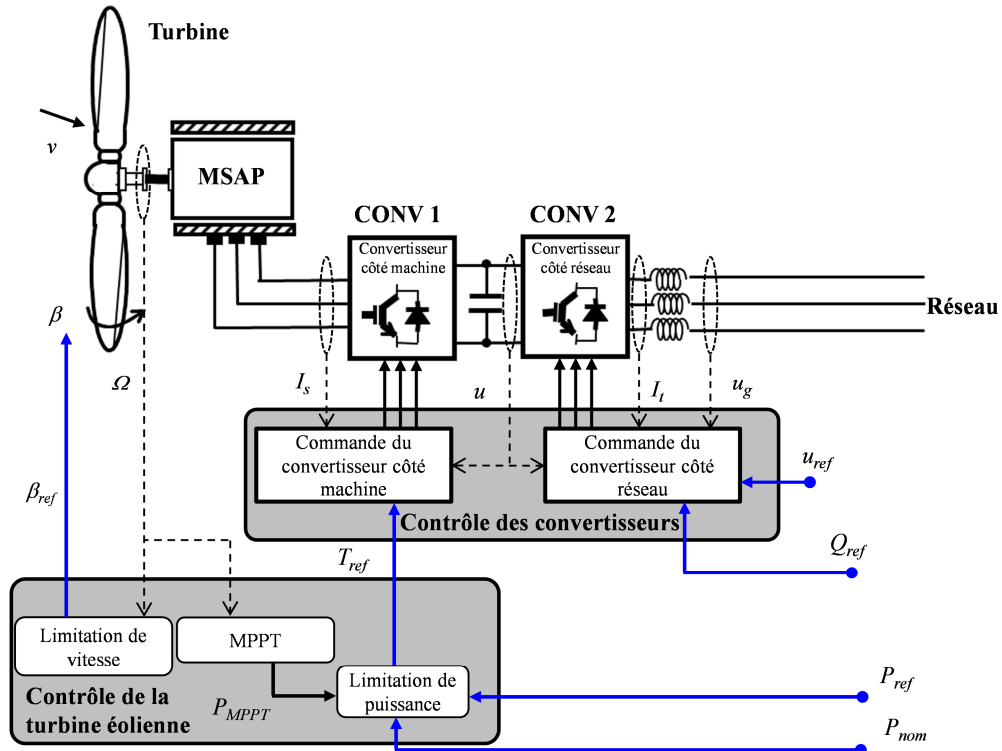 Turbine
v
MSAP
CONV 1
CONV 2
Convertisseur
côté machine
Convertisseur
côté réseau
Réseau
β
Ω
I_s
u
I_t
u_g
Commande du
convertisseur côté
machine
Commande du
convertisseur côté
réseau
u_ref
β_ref
Contrôle des convertisseurs
T_ref
Q_ref
Limitation de
vitesse
MPPT
Limitation de
puissance
P_ref
Contrôle de la
turbine éolienne
P_MPPT
P_nom